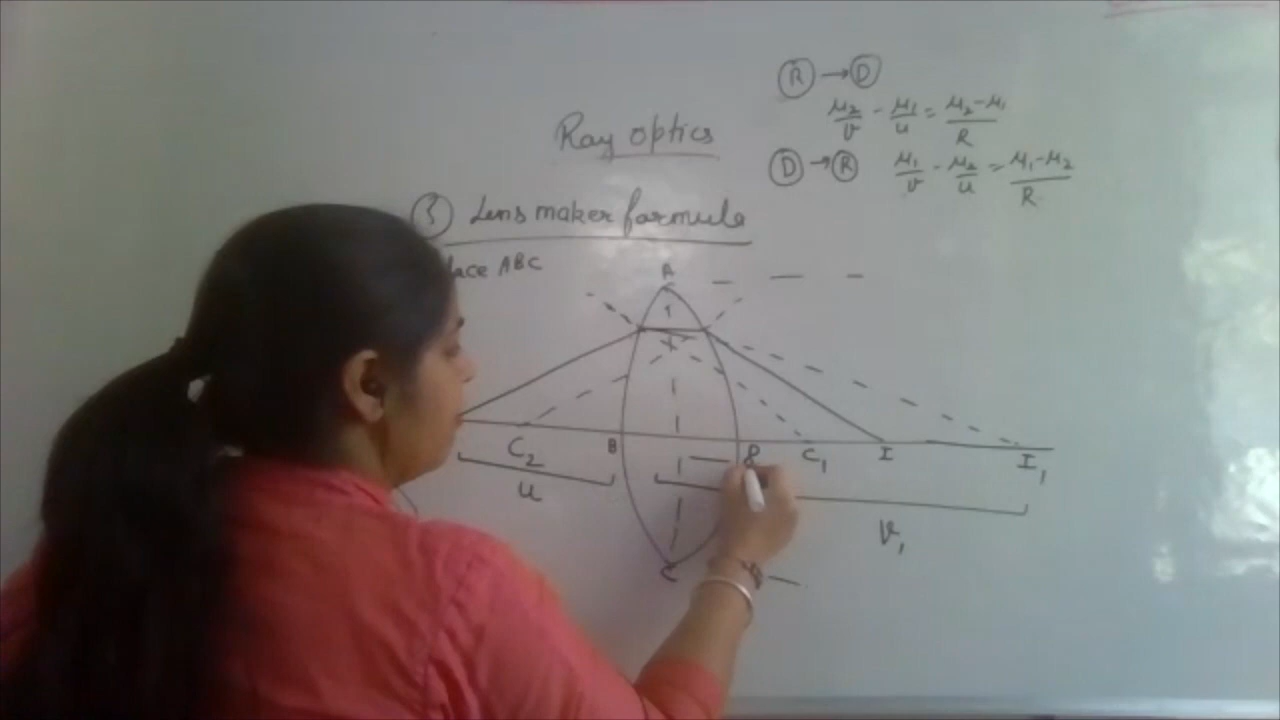 Ray optics
(R) → (D)
μ2/v - μ1/u = μ2-μ1/R
(D) → (R) μ1/v - μ2/u = μ1-μ2/R
(3) Lens maker formula
ABC
A
C2 B C1 I I1
u
v1
C